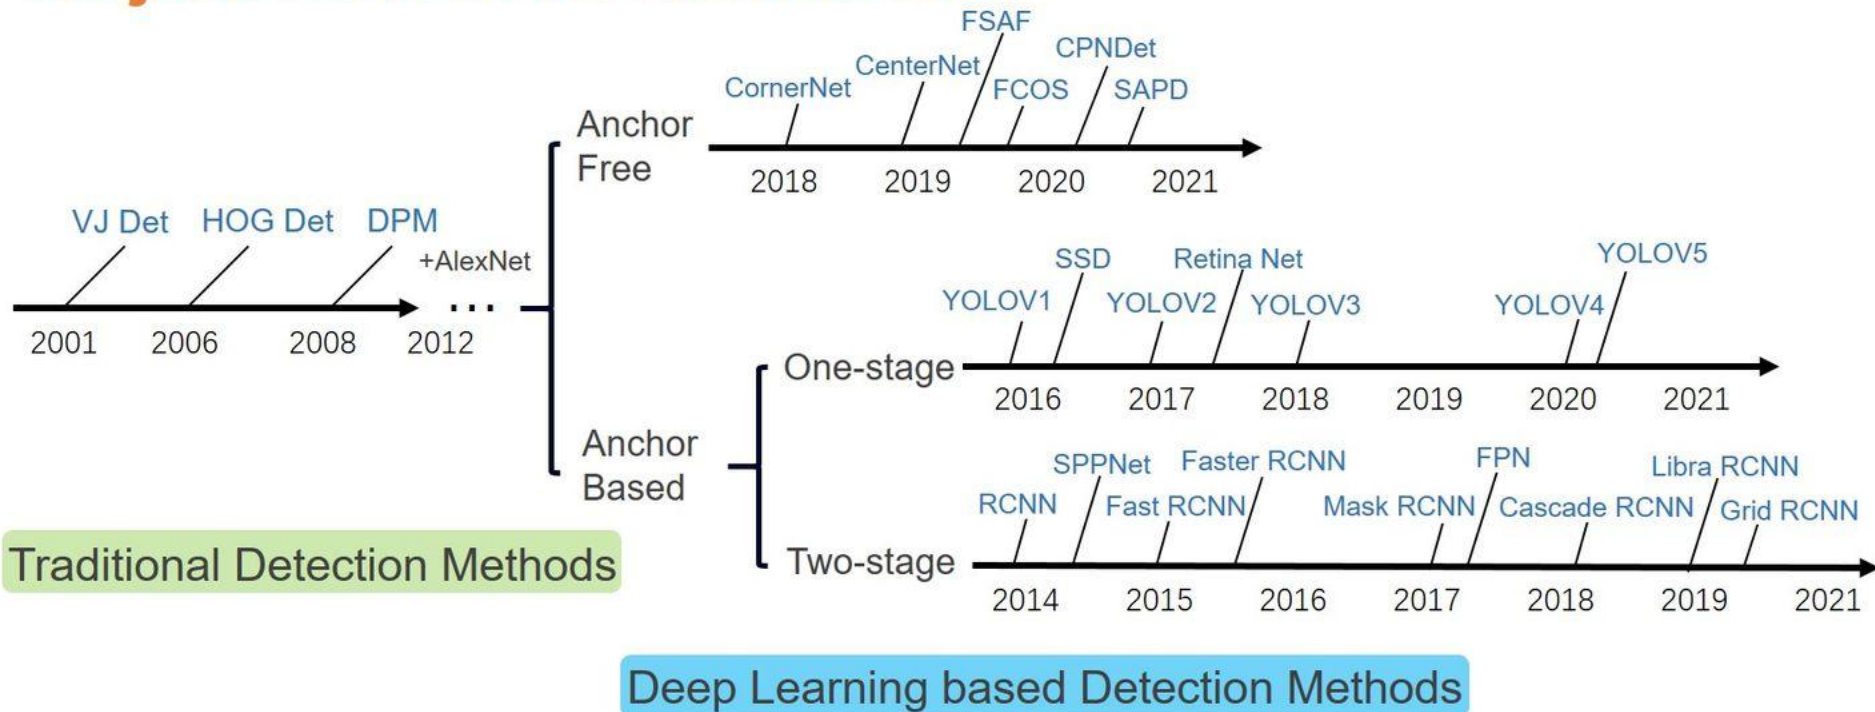 FSAF
CPNDet
CenterNet
CornerNet
FCOS
SAPD
Anchor
Free
2018 2019 2020 2021
VJ Det HOG Det DPM
+AlexNet
...
2001 2006 2008 2012
YOLOV5
SSD Retina Net
YOLOV1 YOLOV2 YOLOV3 YOLOV4
One-stage
2016 2017 2018 2019 2020 2021
Anchor
Based
SPPNet Faster RCNN FPN Libra RCNN
RCNN Fast RCNN Mask RCNN Cascade RCNN Grid RCNN
Two-stage
2014 2015 2016 2017 2018 2019 2021
Traditional Detection Methods
Deep Learning based Detection Methods